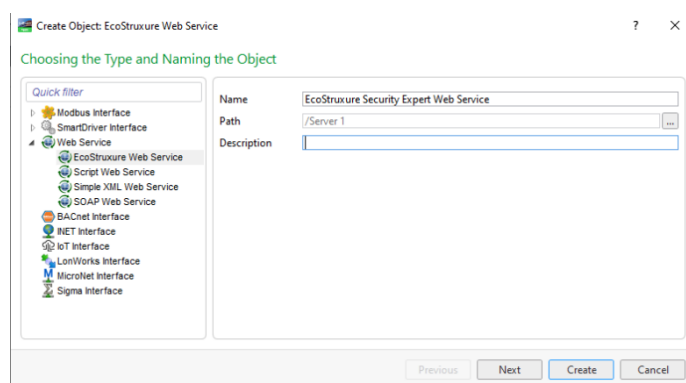 Create Object: EcoStruxure Web Service
?
Choosing the Type and Naming the Object
Quick filter
Modbus Interface
SmartDriver Interface
Web Service
EcoStruxure Web Service
Script Web Service
Simple XML Web Service
SOAP Web Service
BACnet Interface
INET Interface
IoT Interface
LonWorks Interface
MicroNet Interface
Sigma Interface
Name EcoStruxure Security Expert Web Service
Path /Server 1 ...
Description
Previous Next Create Cancel